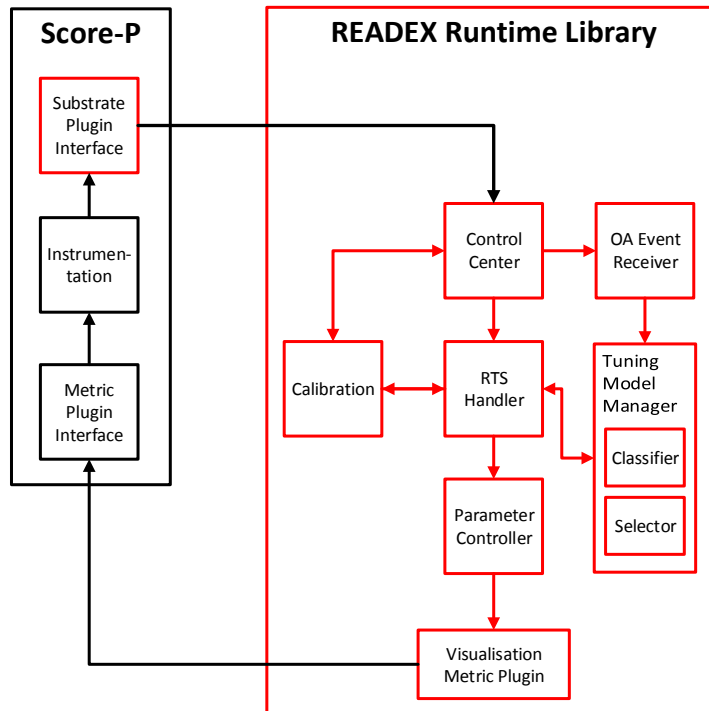 Score-P
READEX Runtime Library
Substrate
Plugin
Interface
Instrumen-
tation
Metric
Plugin
Interface
Control
Center
OA Event
Receiver
Calibration
RTS
Handler
Tuning
Model
Manager
Classifier
Selector
Parameter
Controller
Visualisation
Metric Plugin